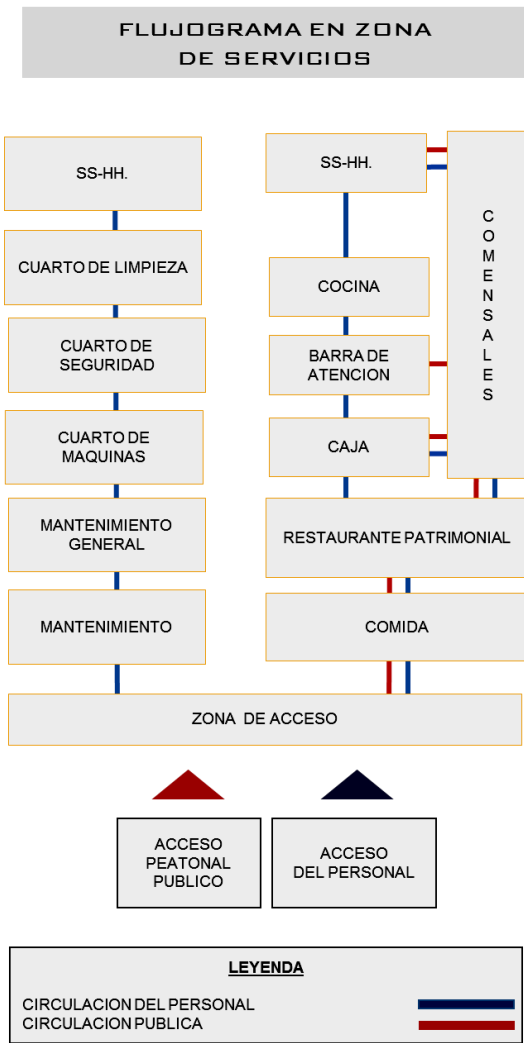 FLUJOGRAMA EN ZONA
DE SERVICIOS
SS-HH.
CUARTO DE LIMPIEZA
CUARTO DE
SEGURIDAD
CUARTO DE
MAQUINAS
MANTENIMIENTO
GENERAL
MANTENIMIENTO
SS-HH.
COCINA
BARRA DE
ATENCION
CAJA
COMENSALES
RESTAURANTE PATRIMONIAL
COMIDA
ZONA DE ACCESO
ACCESO
PEATONAL
PUBLICO
ACCESO
DEL PERSONAL
LEYENDA
CIRCULACION DEL PERSONAL
CIRCULACION PUBLICA